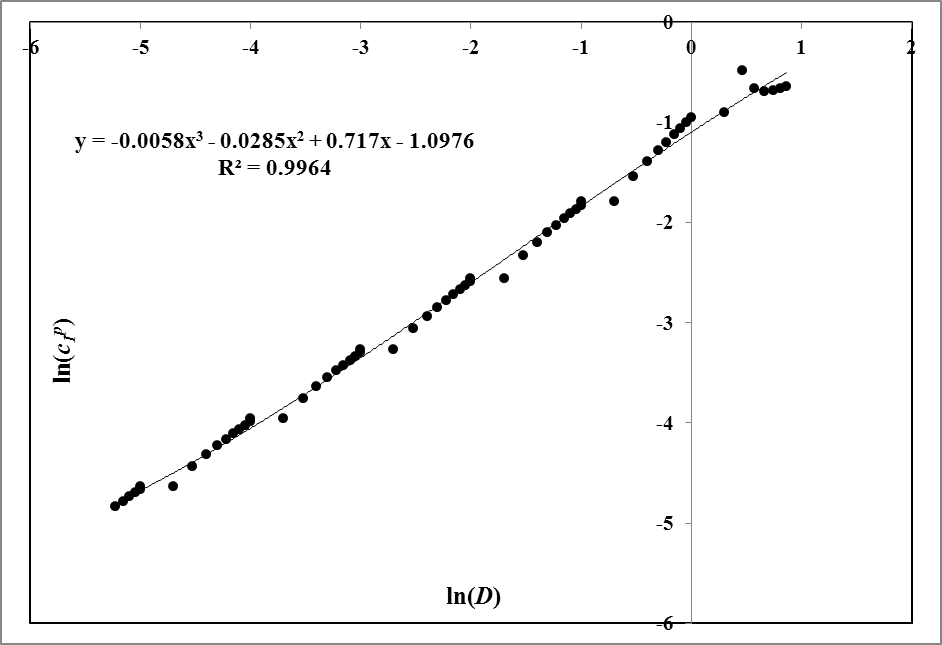 0
-6 -5 -4 -3 -2 -1 0 1 2
-1
y = -0.0058x³ - 0.0285x² + 0.717x - 1.0976
R² = 0.9964
-2
-3
ln(c₁ᵖ)
-4
-5
ln(D)
-6